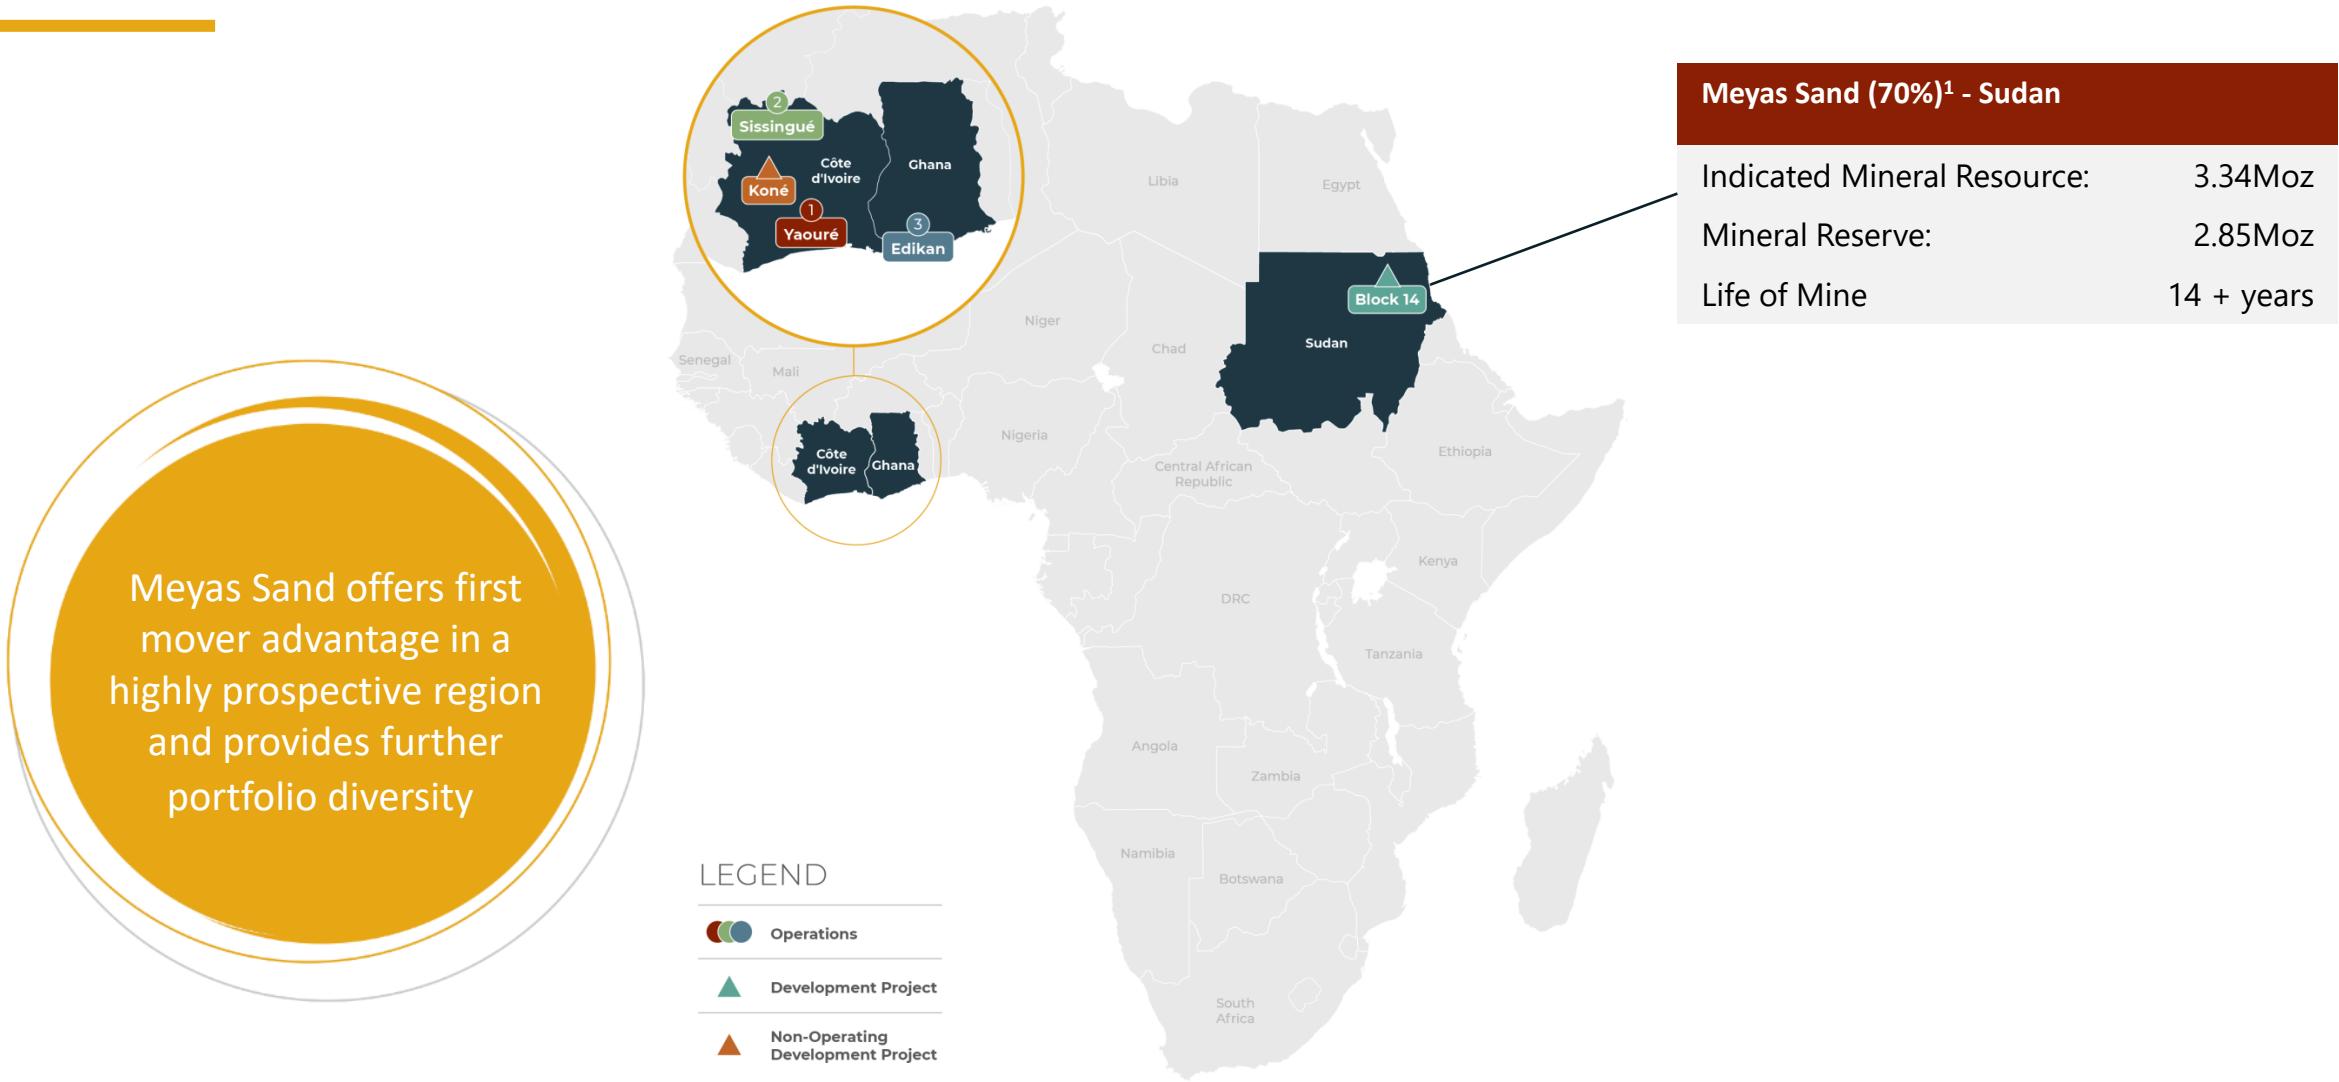 Meyas Sand offers first
mover advantage in a
highly prospective region
and provides further
portfolio diversity
2
Sissingué
Koné
1
Yaouré
Côte
d'Ivoire
Ghana
3
Edikan
Libia
Egypt
Block 14
Sudan
Niger
Chad
Senegal
Mali
Côte
d'Ivoire
Ghana
Nigeria
Central African
Republic
Ethiopia
Kenya
DRC
Tanzania
Angola
Zambia
Namibia
Botswana
South
Africa
LEGEND
Operations
Development Project
Non-Operating
Development Project
Meyas Sand (70%)¹ - Sudan
Indicated Mineral Resource: 3.34Moz
Mineral Reserve: 2.85Moz
Life of Mine 14 + years